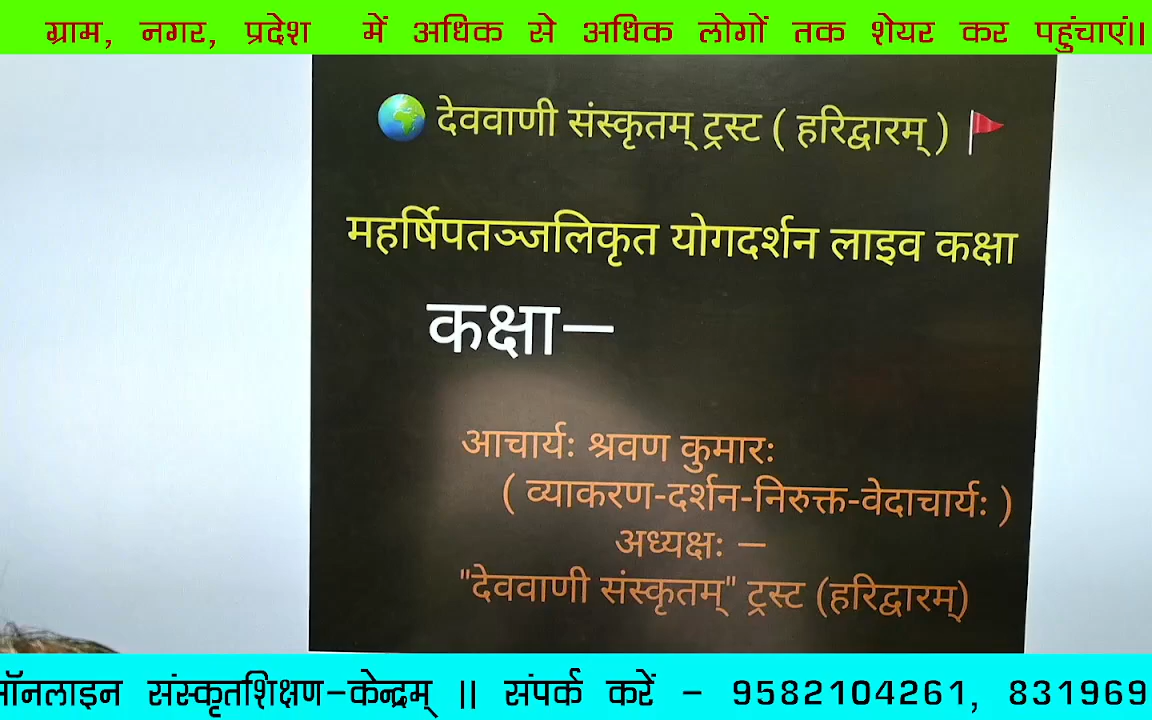 ग्राम, नगर, प्रदेश में अधिक से अधिक लोगों तक शेयर कर पहुंचाएं।।
देववाणी संस्कृतम् ट्रस्ट ( हरिद्वारम् )
महर्षिपतञ्जलिकृत योगदर्शन लाइव कक्षा
कक्षा—
आचार्यः श्रवण कुमारः
( व्याकरण-दर्शन-निरुक्त-वेदाचार्यः )
अध्यक्षः —
"देववाणी संस्कृतम्" ट्रस्ट (हरिद्वारम्)
ऑनलाइन संस्कृतशिक्षण-केन्द्रम् || संपर्क करें - 9582104261, 831969